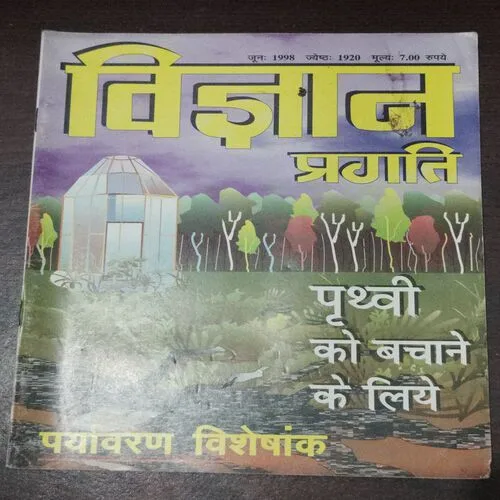 जूनः 1998 ज्येष्ठः 1920 मूल्यः 7.00 रुपये
विज्ञान
प्रगति
पृथ्वी
को बचाने
के लिये
पर्यावरण विशेषांक